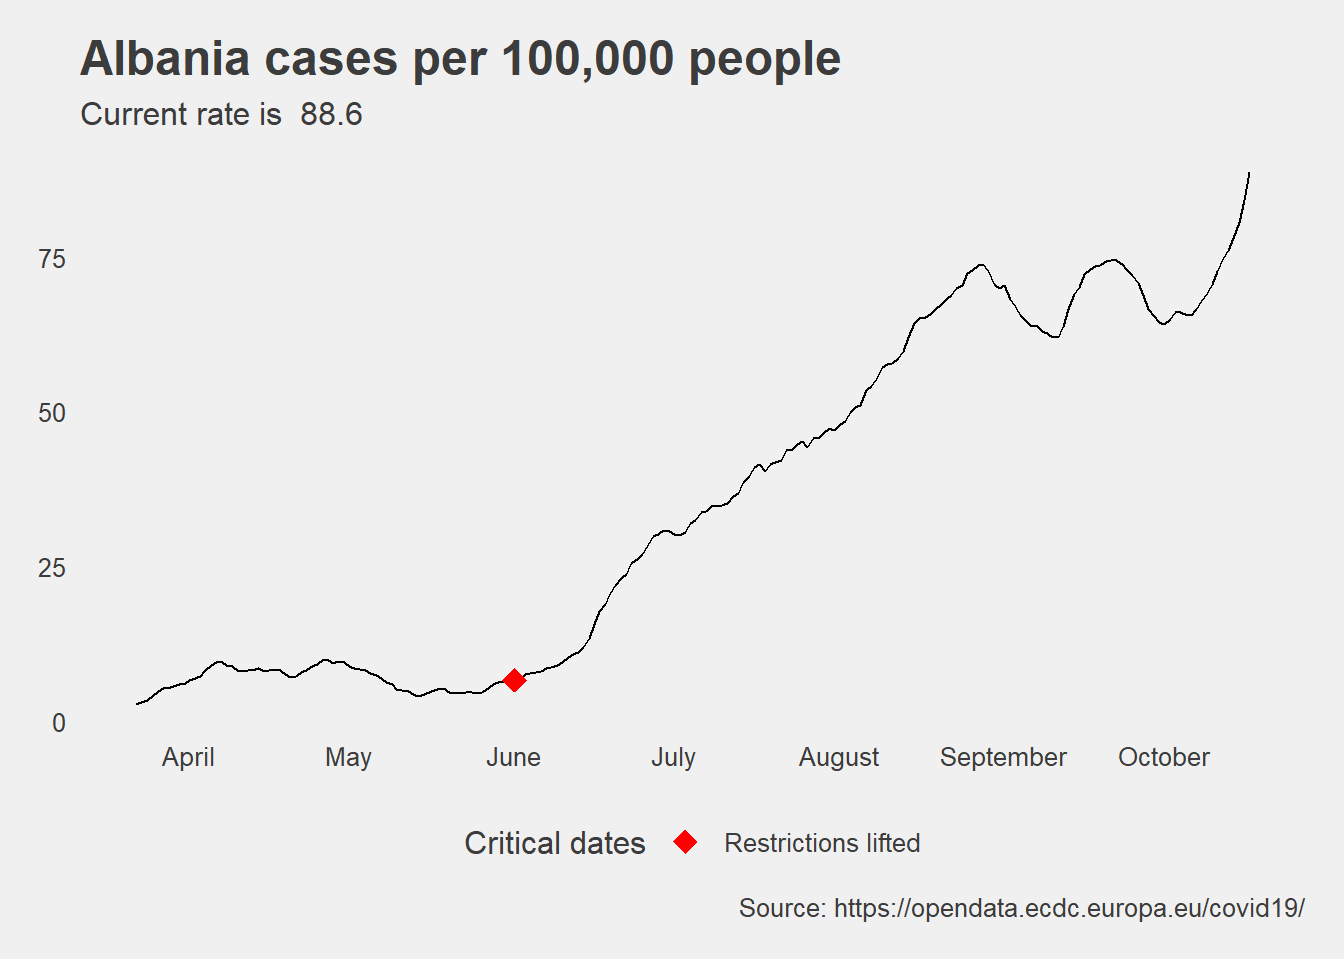 Albania cases per 100,000 people
Current rate is  88.6
75
50
25
0
April May June July August September October
Critical dates Restrictions lifted
Source: https://opendata.ecdc.europa.eu/covid19/